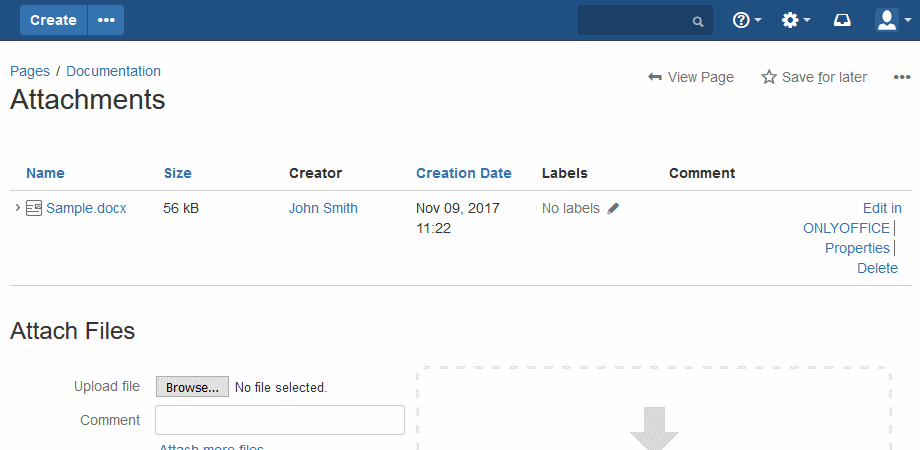 Create •••
Pages / Documentation
View Page Save for later •••
Attachments
Name Size Creator Creation Date Labels Comment
Sample.docx 56 kB John Smith Nov 09, 2017 No labels Edit in
11:22 ONLYOFFICE |
Properties |
Delete
Attach Files
Upload file Browse... No file selected.
Comment
Attach more files